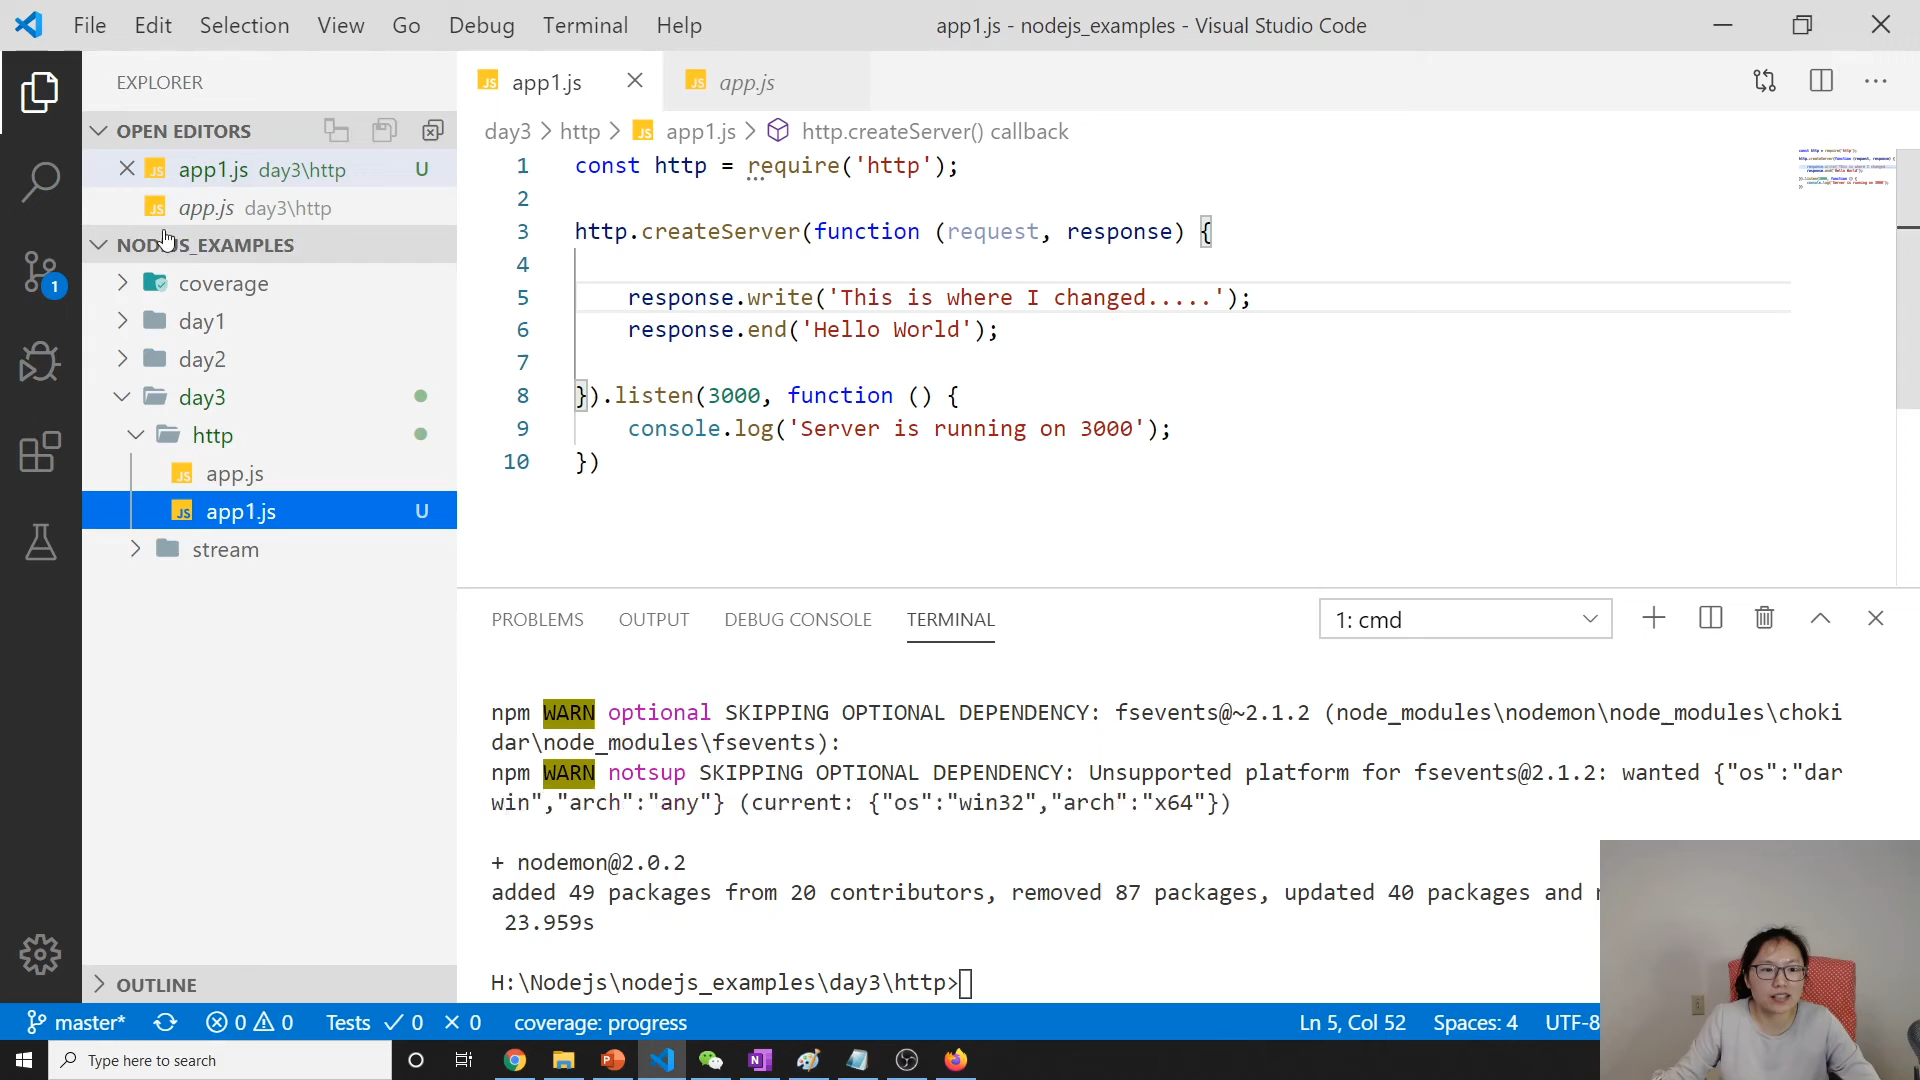 File Edit Selection View Go Debug Terminal Help
app1.js - nodejs_examples - Visual Studio Code
EXPLORER
OPEN EDITORS
app1.js day3\http U
app.js day3\http
NODEJS_EXAMPLES
coverage
day1
day2
day3
http
app.js
app1.js U
stream
OUTLINE
1
app1.js
app.js
day3 > http > JS app1.js > http.createServer() callback
1 const http = require('http');
2
3 http.createServer(function (request, response) {
4
5 response.write('This is where I changed.....');
6 response.end('Hello World');
7
8 }).listen(3000, function () {
9 console.log('Server is running on 3000');
10 })
PROBLEMS OUTPUT DEBUG CONSOLE TERMINAL
1: cmd
npm WARN optional SKIPPING OPTIONAL DEPENDENCY: fsevents@~2.1.2 (node_modules\nodemon\node_modules\choki
dar\node_modules\fsevents):
npm WARN notsup SKIPPING OPTIONAL DEPENDENCY: Unsupported platform for fsevents@2.1.2: wanted {"os":"dar
win","arch":"any"} (current: {"os":"win32","arch":"x64"})
+ nodemon@2.0.2
added 49 packages from 20 contributors, removed 87 packages, updated 40 packages and
23.959s
H:\Nodejs\nodejs_examples\day3\http>
master* 0 0 Tests 0 0 coverage: progress
Ln 5, Col 52 Spaces: 4 UTF-8
Type here to search